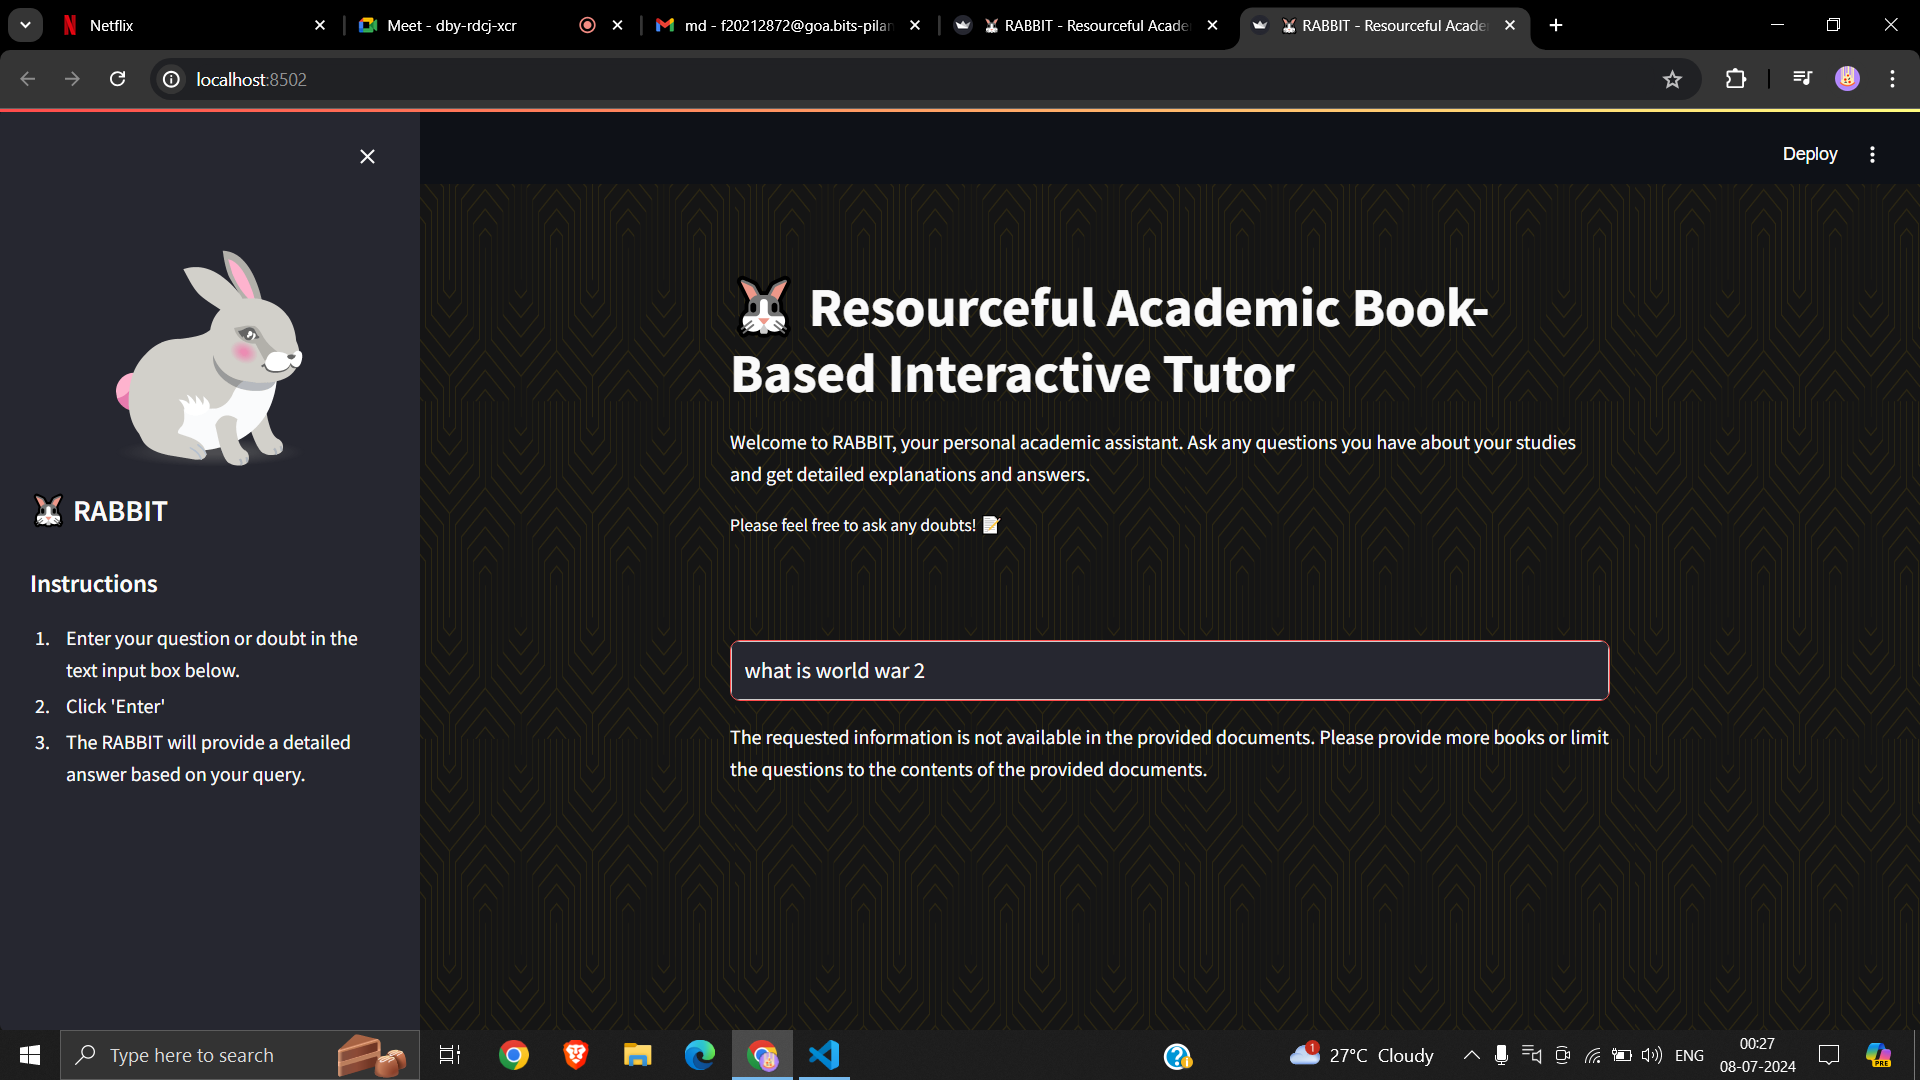 Netflix
Meet - dby-rdcj-xcr
md - f20212872@goa.bits-pilan
RABBIT - Resourceful Acade
RABBIT - Resourceful Acade
localhost:8502
Deploy
RABBIT
Instructions
1. Enter your question or doubt in the
text input box below.
2. Click 'Enter'
3. The RABBIT will provide a detailed
answer based on your query.
Resourceful Academic Book-
Based Interactive Tutor
Welcome to RABBIT, your personal academic assistant. Ask any questions you have about your studies
and get detailed explanations and answers.
Please feel free to ask any doubts!
what is world war 2
The requested information is not available in the provided documents. Please provide more books or limit
the questions to the contents of the provided documents.
Type here to search
1
27°C Cloudy
ENG
00:27
08-07-2024
PRE